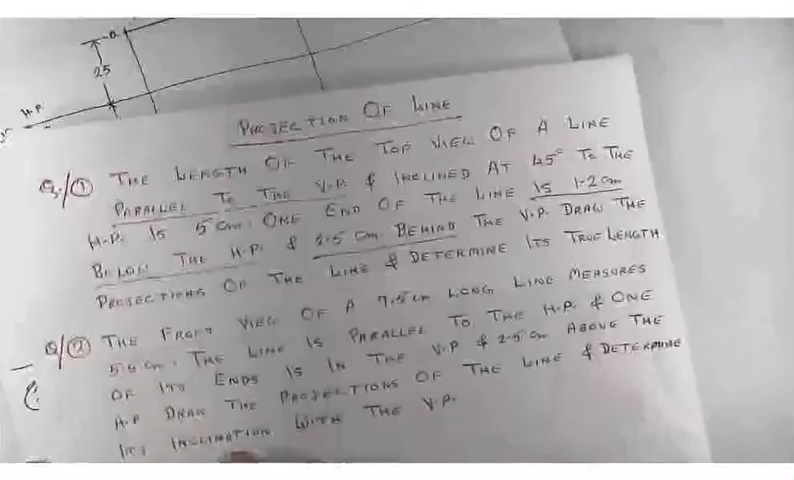 a
25
H.P.
PROJECTION OF LINE
Q/① THE LENGTH OF THE TOP VIEW OF A LINE
PARALLEL TO THE V.P. & INCLINED AT 45° TO THE
H.P. IS 5 cm. ONE END OF THE LINE IS 1.2 cm
BELOW THE H.P. & 2.5 cm BEHIND THE V.P. DRAW THE
PROJECTIONS OF THE LINE & DETERMINE ITS TRUE LENGTH
Q/② THE FRONT VIEW OF A 7.5 cm LONG LINE MEASURES
5.5 cm. THE LINE IS PARALLEL TO THE H.P. & ONE
OF ITS ENDS IS IN THE V.P & 2.5 cm ABOVE THE
H.P DRAW THE PROJECTIONS OF THE LINE & DETERMINE
ITS INCLINATION WITH THE V.P.